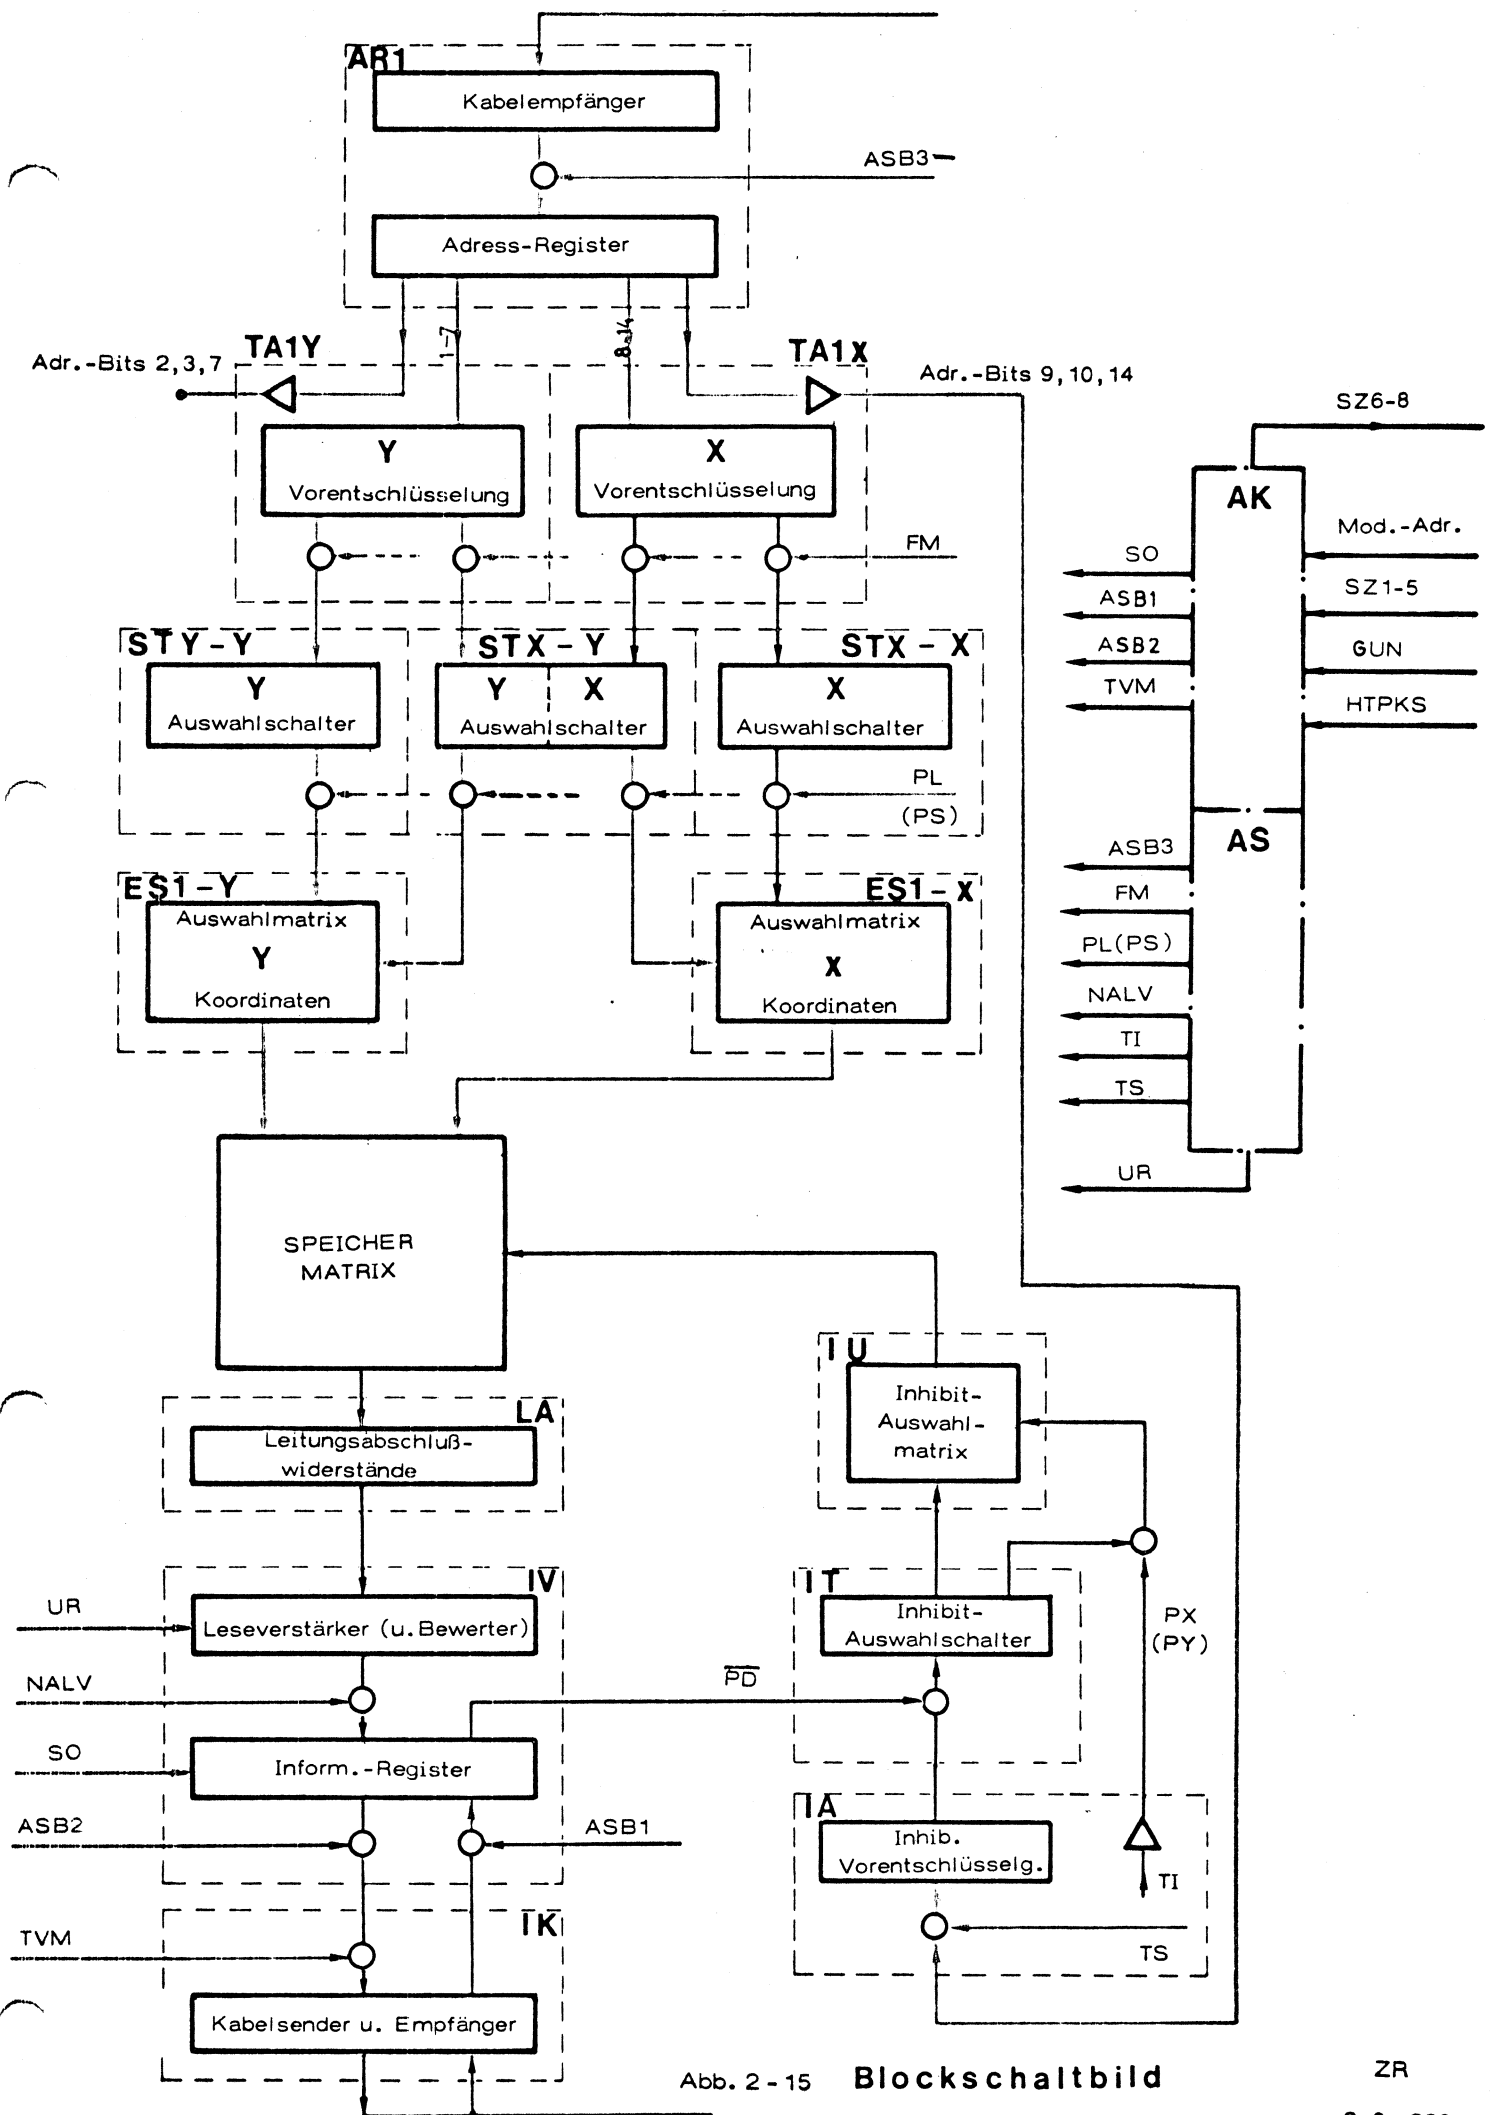 AR1
Kabelempfänger
ASB3
Adress-Register
1-7
8-14
TA1Y
TA1X
Adr.-Bits 2,3,7
Adr.-Bits 9,10,14
Y
Vorentschlüsselung
X
Vorentschlüsselung
FM
STY-Y
STX-Y
STX-X
Y
Auswahlschalter
Y X
Auswahlschalter
X
Auswahlschalter
PL
(PS)
ES1-Y
ES1-X
Auswahlmatrix
Y
Koordinaten
Auswahlmatrix
X
Koordinaten
SZ6-8
AK
Mod.-Adr.
SO
SZ1-5
ASB1
ASB2
GUN
TVM
HTPKS
AS
ASB3
FM
PL(PS)
NALV
TI
TS
UR
SPEICHER
MATRIX
IU
Inhibit-
Auswahl-
matrix
LA
Leitungsabschluß-
widerstände
IV
UR
Leseverstärker (u. Bewerter)
NALV
SO
Inform.-Register
ASB2
ASB1
P̅D̅
IT
Inhibit-
Auswahlschalter
PX
(PY)
IA
Inhib.
Vorentschlüsselg.
TI
TS
IK
TVM
Kabelsender u. Empfänger
Abb. 2-15 Blockschaltbild
ZR